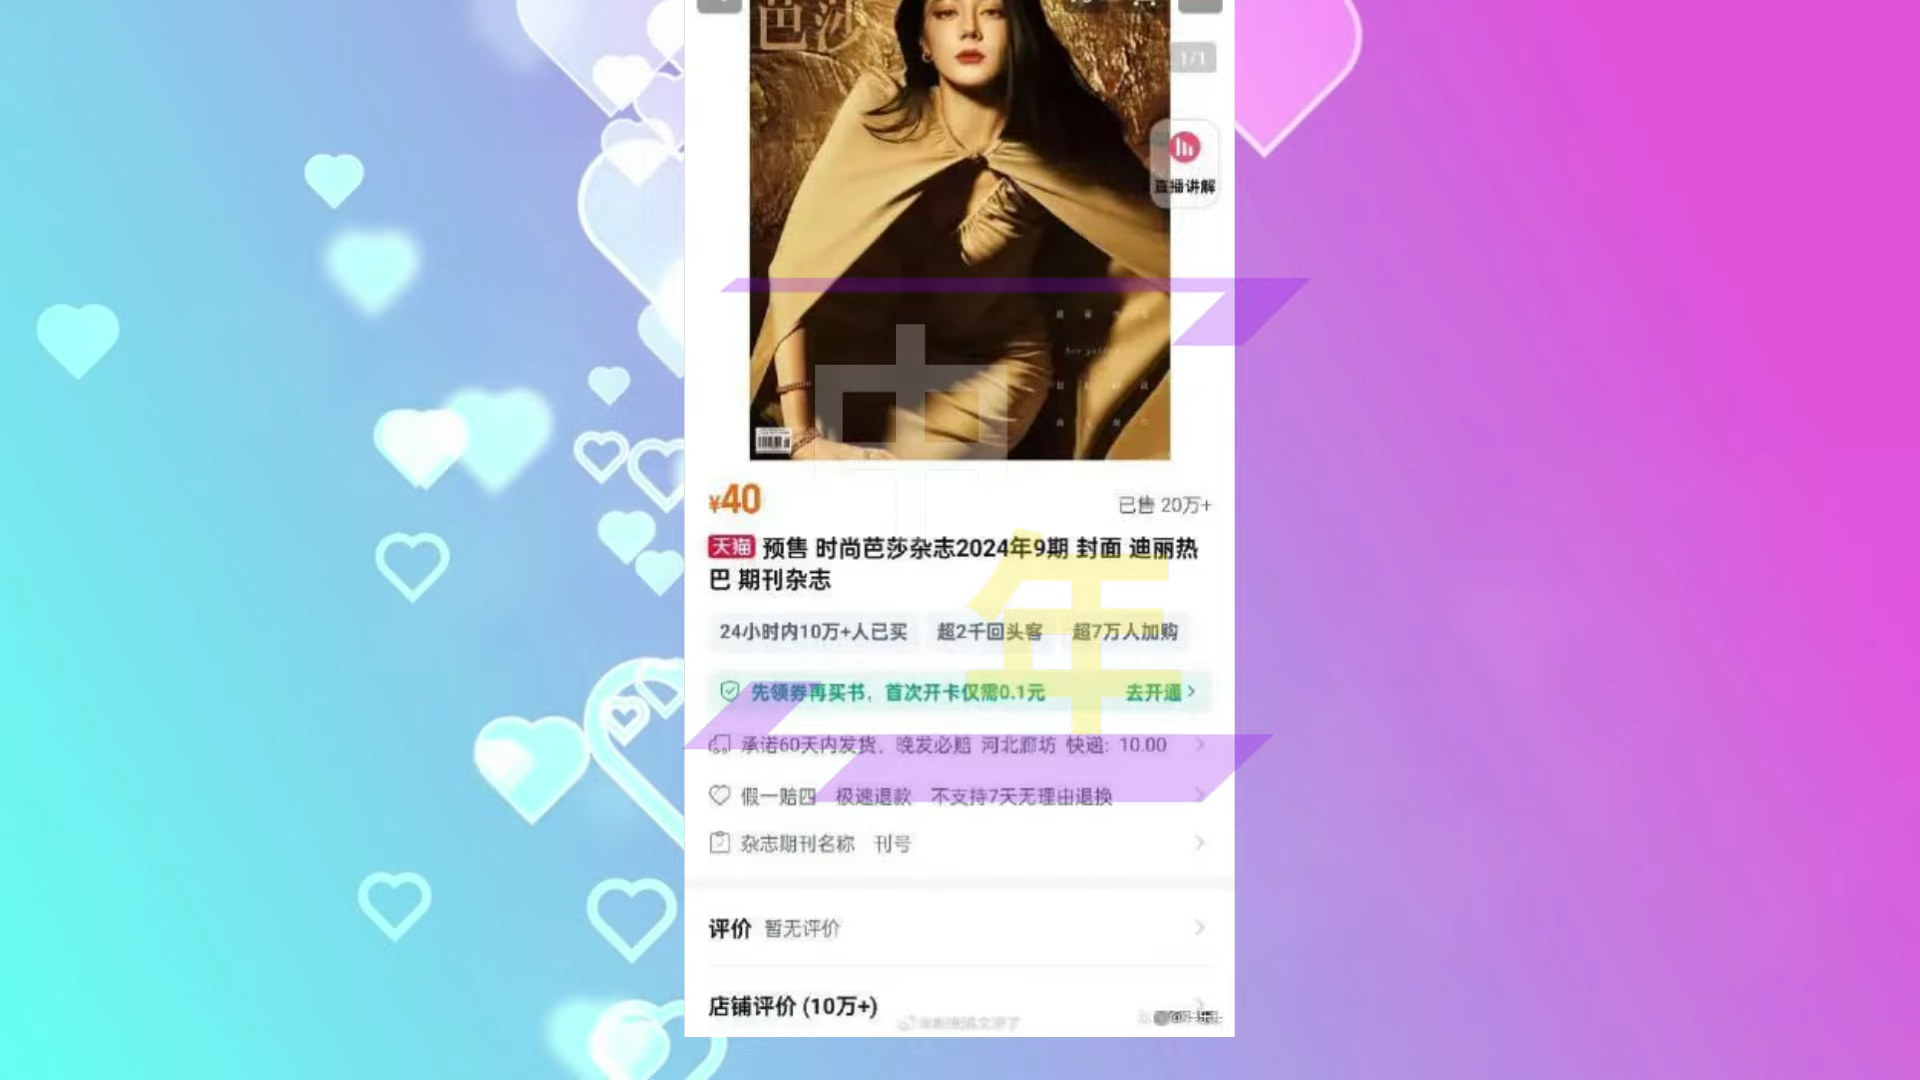 芭莎
1/1
直播讲解
中
¥40
已售 20万+
天猫 预售 时尚芭莎杂志2024年9期 封面 迪丽热
巴 期刊杂志
年
24小时内10万+人已买 超2千回头客 超7万人加购
先领券再买书，首次开卡仅需0.1元 去开通
承诺60天内发货，晚发必赔 河北廊坊 快递: 10.00
假一赔四 极速退款 不支持7天无理由退换
杂志期刊名称 刊号
评价 暂无评价
店铺评价 (10万+)